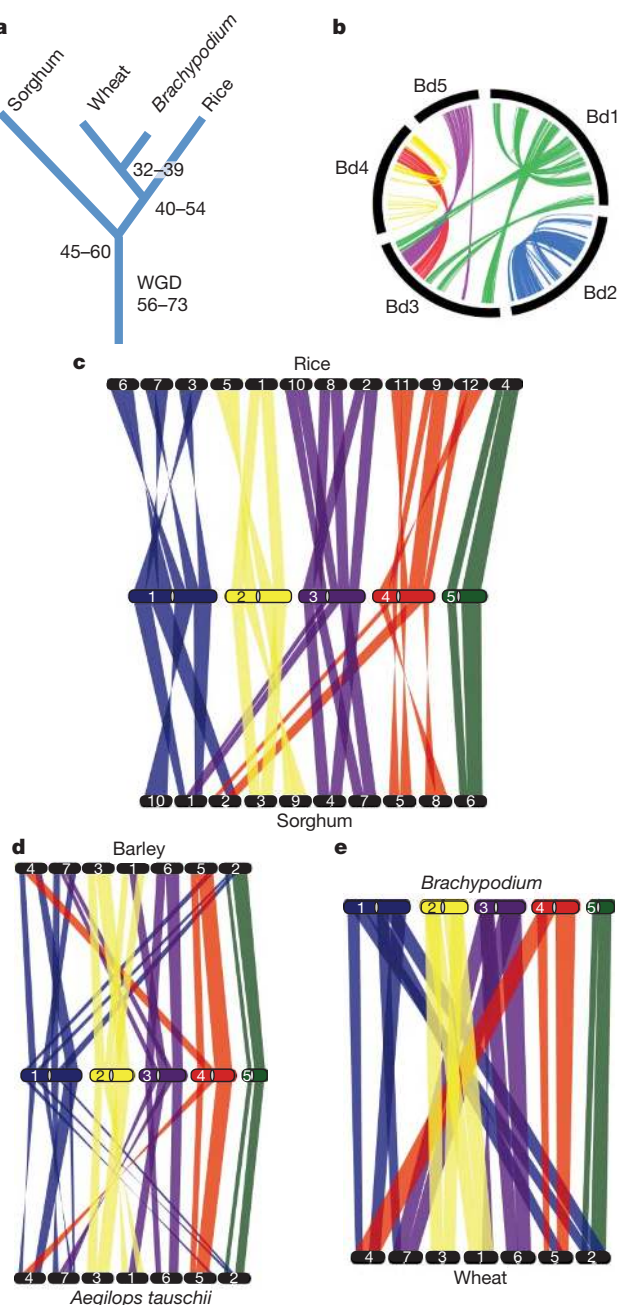 a
Sorghum
Wheat
Brachypodium
Rice
32–39
40–54
45–60
WGD
56–73
b
Bd5
Bd1
Bd4
Bd3
Bd2
c
Rice
6 7 3 5 1 10 8 2 11 9 12 4
1 2 3 4 5
10 1 2 3 9 4 7 5 8 6
Sorghum
d
Barley
4 7 3 1 6 5 2
1 2 3 4 5
4 7 3 1 6 5 2
Aegilops tauschii
e
Brachypodium
1 2 3 4 5
4 7 3 1 6 5 2
Wheat